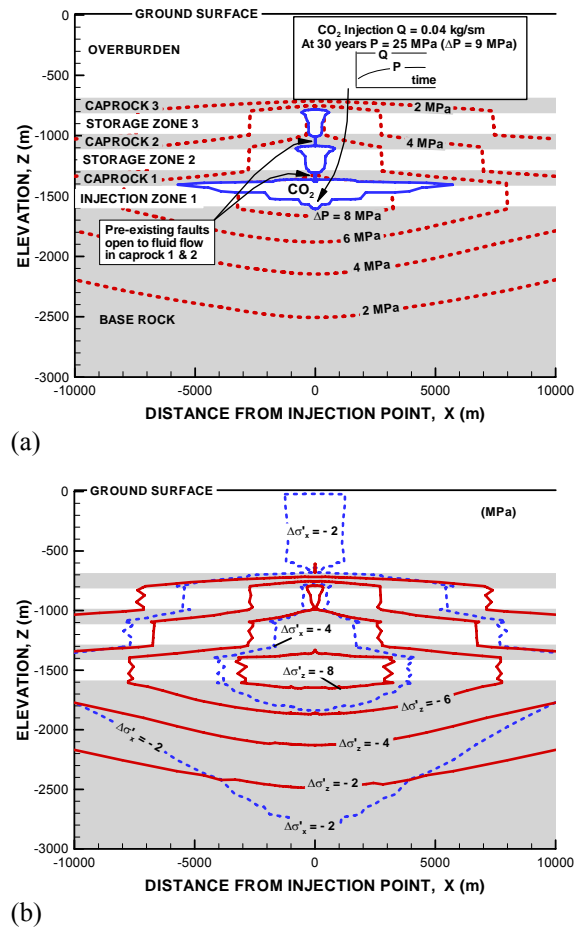 GROUND SURFACE
CO2 Injection Q = 0.04 kg/sm
At 30 years P = 25 MPa (ΔP = 9 MPa)
Q
P
time
OVERBURDEN
CAPROCK 3
2 MPa
STORAGE ZONE 3
CAPROCK 2
4 MPa
STORAGE ZONE 2
CAPROCK 1
CO2
INJECTION ZONE 1
ΔP = 8 MPa
Pre-existing faults
open to fluid flow
in caprock 1 & 2
6 MPa
4 MPa
2 MPa
BASE ROCK
ELEVATION, Z (m)
0
-500
-1000
-1500
-2000
-2500
-3000
-10000 -5000 0 5000 10000
DISTANCE FROM INJECTION POINT, X (m)
(a)
GROUND SURFACE
(MPa)
Δσ'x = - 2
Δσ'x = - 4
Δσ'z = - 8
Δσ'z = - 6
Δσ'x = - 2
Δσ'z = - 4
Δσ'z = - 2
Δσ'x = - 2
ELEVATION, Z (m)
0
-500
-1000
-1500
-2000
-2500
-3000
-10000 -5000 0 5000 10000
DISTANCE FROM INJECTION POINT, X (m)
(b)